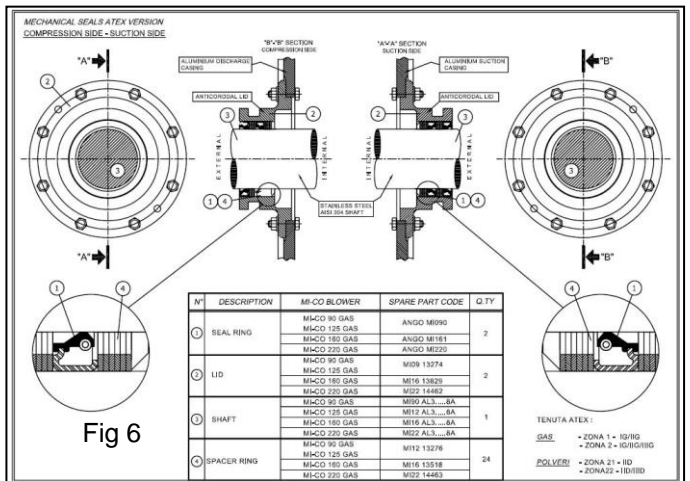 MECHANICAL SEALS ATEX VERSION
COMPRESSION SIDE - SUCTION SIDE
"B"-"B" SECTION
COMPRESSION SIDE
"A"-"A" SECTION
SUCTION SIDE
ALUMINIUM DISCHARGE
CASING
ALUMINIUM SUCTION
CASING
ANTICORODAL LID
ANTICORODAL LID
"A"
"B"
2
3
3
2
3
2
3
EXTERNAL
INTERNAL
INTERNAL
EXTERNAL
1 4
1 4
STAINLESS STEEL
AISI 304 SHAFT
"A"
"B"
1 4
4 1
Fig 6
N° DESCRIPTION MI-CO BLOWER SPARE PART CODE Q.TY
1 SEAL RING 2
MI-CO 90 GAS ANGO MI090
MI-CO 125 GAS
MI-CO 160 GAS ANGO MI161
MI-CO 220 GAS ANGO MI220
2 LID 2
MI-CO 90 GAS MI09 13274
MI-CO 125 GAS
MI-CO 160 GAS MI16 13629
MI-CO 220 GAS MI22 14462
3 SHAFT 1
MI-CO 90 GAS MI90 AL3.....8A
MI-CO 125 GAS MI12 AL3.....8A
MI-CO 160 GAS MI16 AL3.....8A
MI-CO 220 GAS MI22 AL3.....8A
4 SPACER RING 24
MI-CO 90 GAS MI12 13276
MI-CO 125 GAS
MI-CO 160 GAS MI16 13518
MI-CO 220 GAS MI22 14463
TENUTA ATEX :
GAS - ZONA 1 = IG/IIG
- ZONA 2 = IG/IIG/IIIG
POLVERI - ZONA 21 = IID
- ZONA22 = IID/IIID